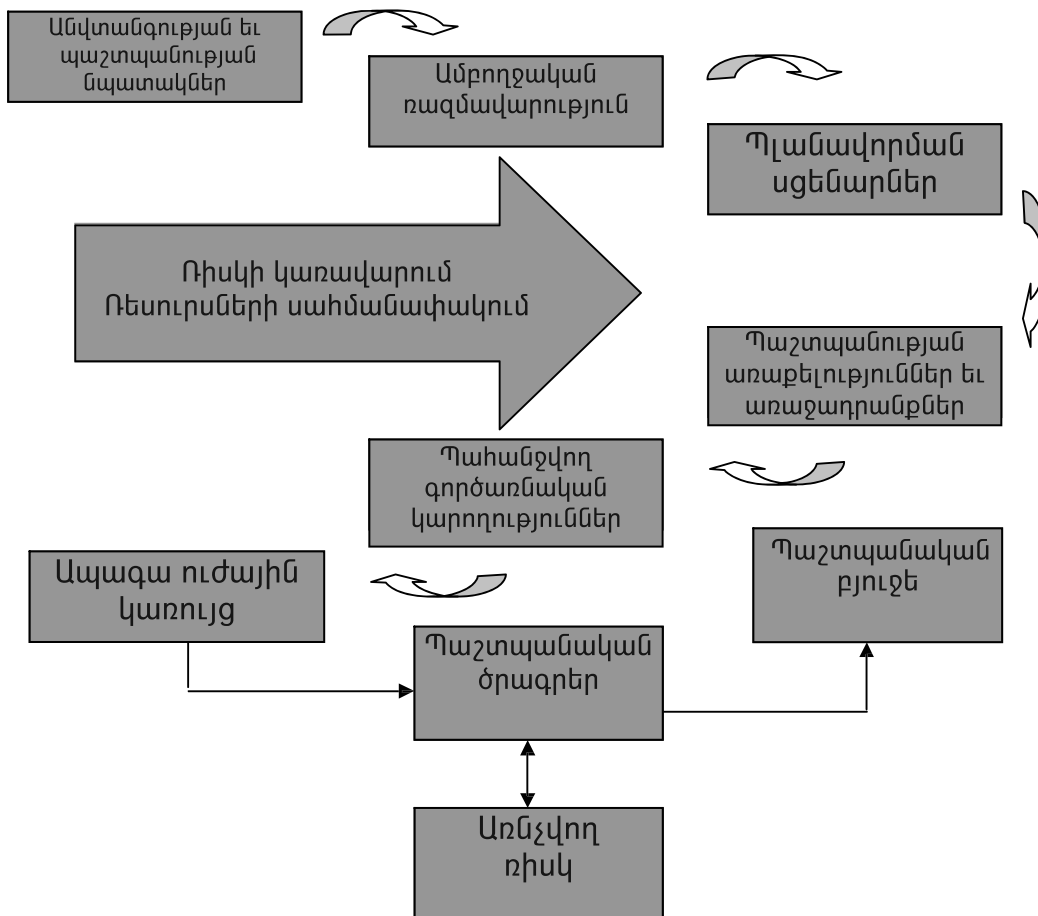 Անվտանգության եւ
պաշտպանության
նպատակներ
Ամբողջական
ռազմավարություն
Պլանավորման
սցենարներ
Ռիսկի կառավարում
Ռեսուրսների սահմանափակում
Պաշտպանության
առաքելություններ եւ
առաջադրանքներ
Պահանջվող
գործառնական
կարողություններ
Ապագա ուժային
կառույց
Պաշտպանական
բյուջե
Պաշտպանական
ծրագրեր
Առնչվող
ռիսկ